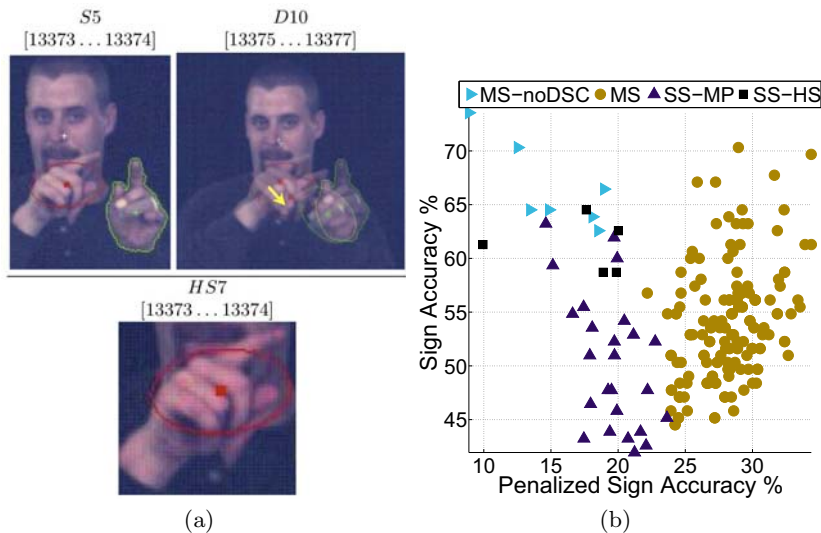 S5
[13373 . . . 13374]
D10
[13375 . . . 13377]
HS7
[13373 . . . 13374]
(a)
MS−noDSC MS SS−MP SS−HS
70
65
60
55
50
45
10 15 20 25 30
Sign Accuracy %
Penalized Sign Accuracy %
(b)